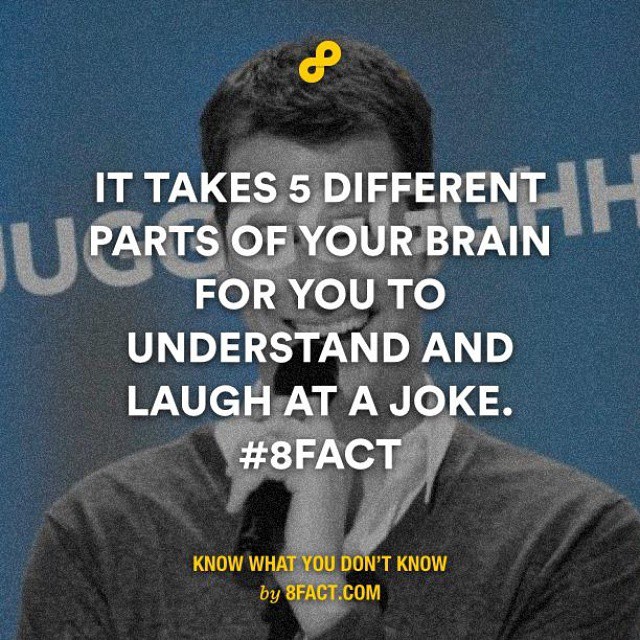 IT TAKES 5 DIFFERENT
PARTS OF YOUR BRAIN
FOR YOU TO
UNDERSTAND AND
LAUGH AT A JOKE.
#8FACT
KNOW WHAT YOU DON'T KNOW
by 8FACT.COM